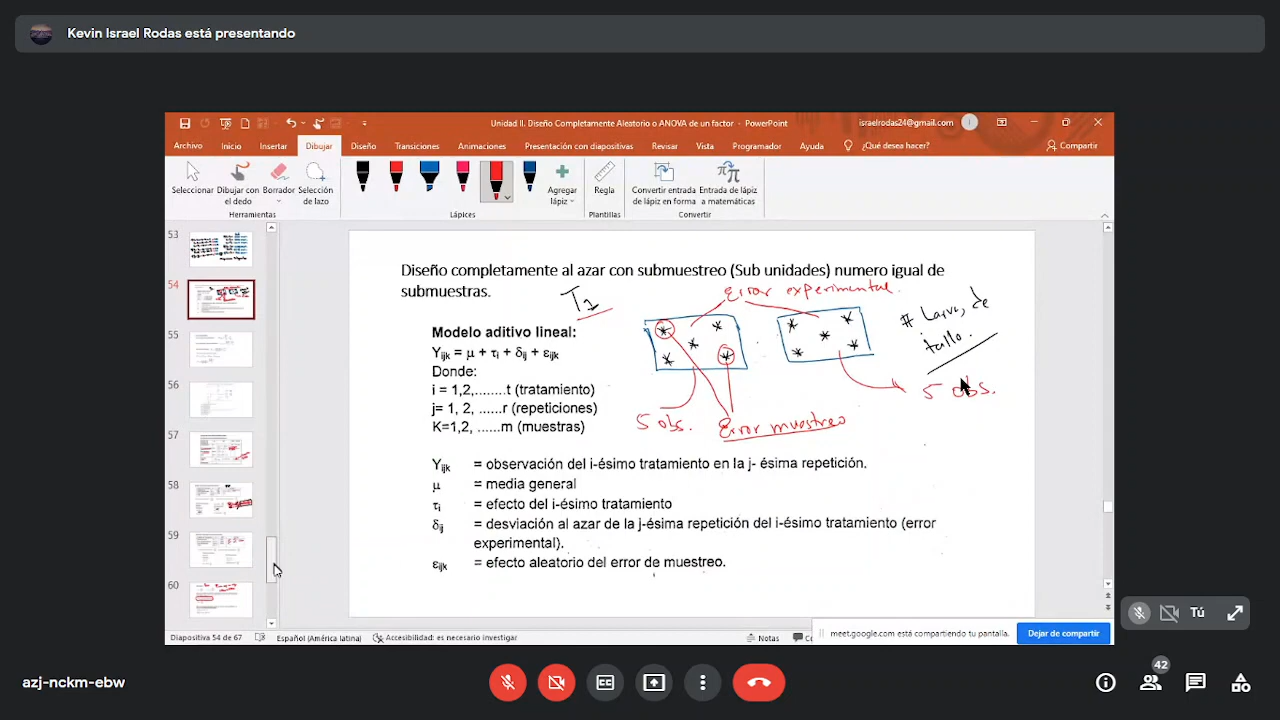 Kevin Israel Rodas está presentando
Unidad II. Diseño Completamente Aleatorio o ANOVA de un factor - PowerPoint
israelrodas24@gmail.com
I
Archivo Inicio Insertar Dibujar Diseño Transiciones Animaciones Presentación con diapositivas Revisar Vista Programador Ayuda ¿Qué desea hacer? Compartir
Seleccionar
Dibujar con el dedo
Borrador
Selección de lazo
Agregar lápiz
Regla
Convertir entrada de lápiz en forma
Entrada de lápiz a matemáticas
Herramientas Lápices Plantillas Convertir
53
54
55
56
57
58
59
60
Diseño completamente al azar con submuestreo (Sub unidades) numero igual de
submuestras.
T1
Error experimental.
# Larvas de
tallo.
Modelo aditivo lineal:
Yijk = μ + τi + δij + εijk
Donde:
i = 1,2,.......t (tratamiento)
j= 1, 2, ......r (repeticiones)
K=1,2, ......m (muestras)
5 obs.
5 obs.
Error muestreo
Yijk = observación del i-ésimo tratamiento en la j- ésima repetición.
μ = media general
τi = efecto del i-ésimo tratamiento
δij = desviación al azar de la j-ésima repetición del i-ésimo tratamiento (error
experimental).
εijk = efecto aleatorio del error de muestreo.
Diapositiva 54 de 67 Español (América latina) Accesibilidad: es necesario investigar Notas
meet.google.com está compartiendo tu pantalla. Dejar de compartir
Tú
azj-nckm-ebw
42